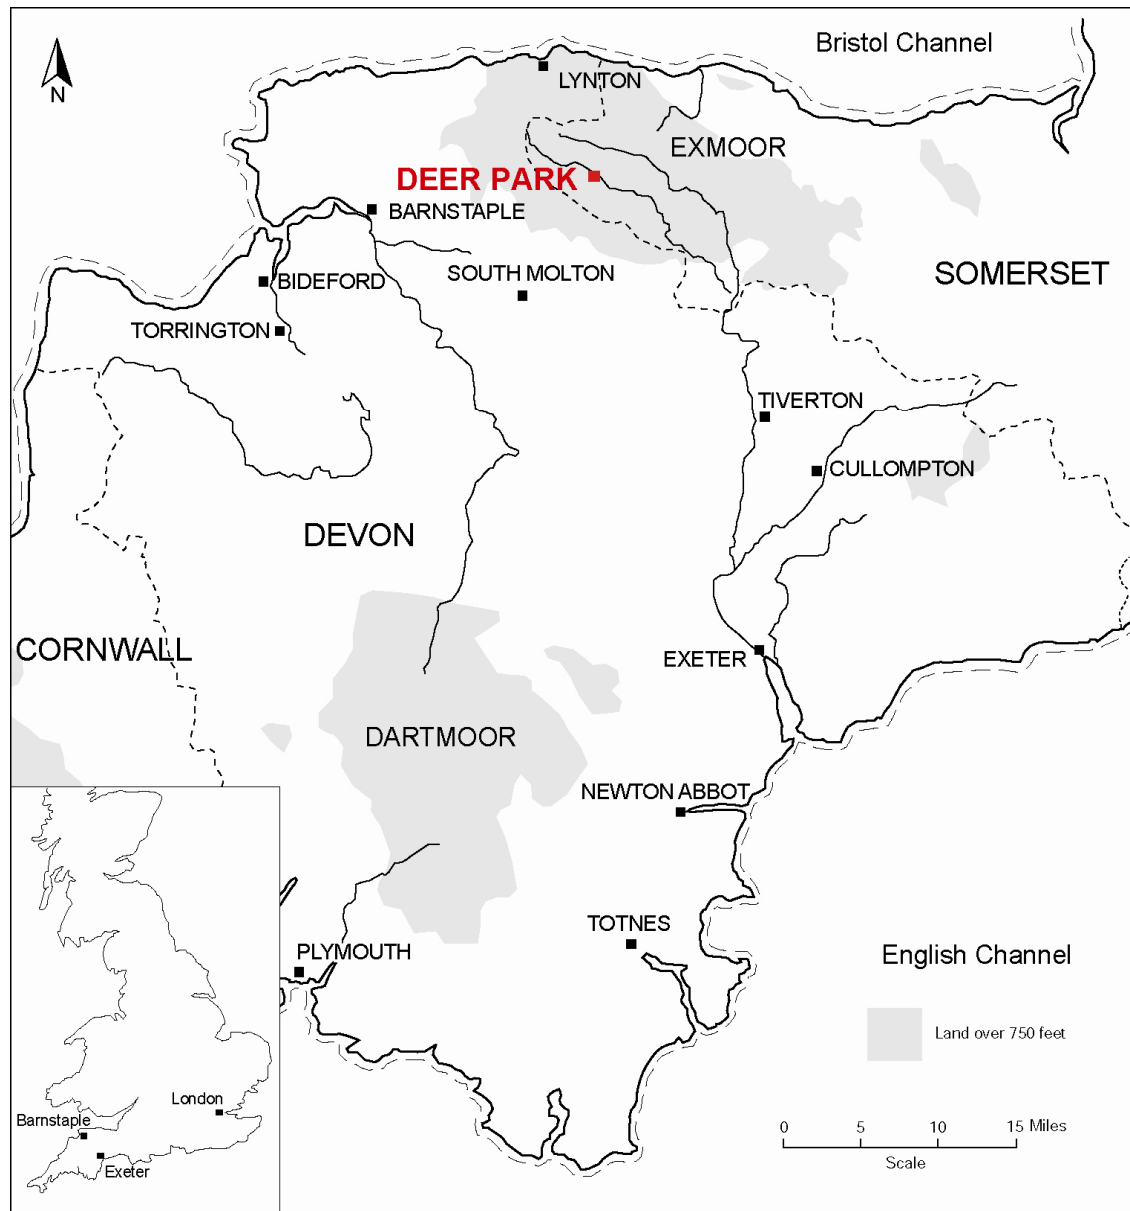 Bristol Channel
N
LYNTON
EXMOOR
DEER PARK
BARNSTAPLE
SOUTH MOLTON
SOMERSET
BIDEFORD
TORRINGTON
TIVERTON
CULLOMPTON
DEVON
CORNWALL
EXETER
DARTMOOR
NEWTON ABBOT
TOTNES
PLYMOUTH
English Channel
Land over 750 feet
London
Barnstaple
Exeter
0 5 10 15 Miles
Scale